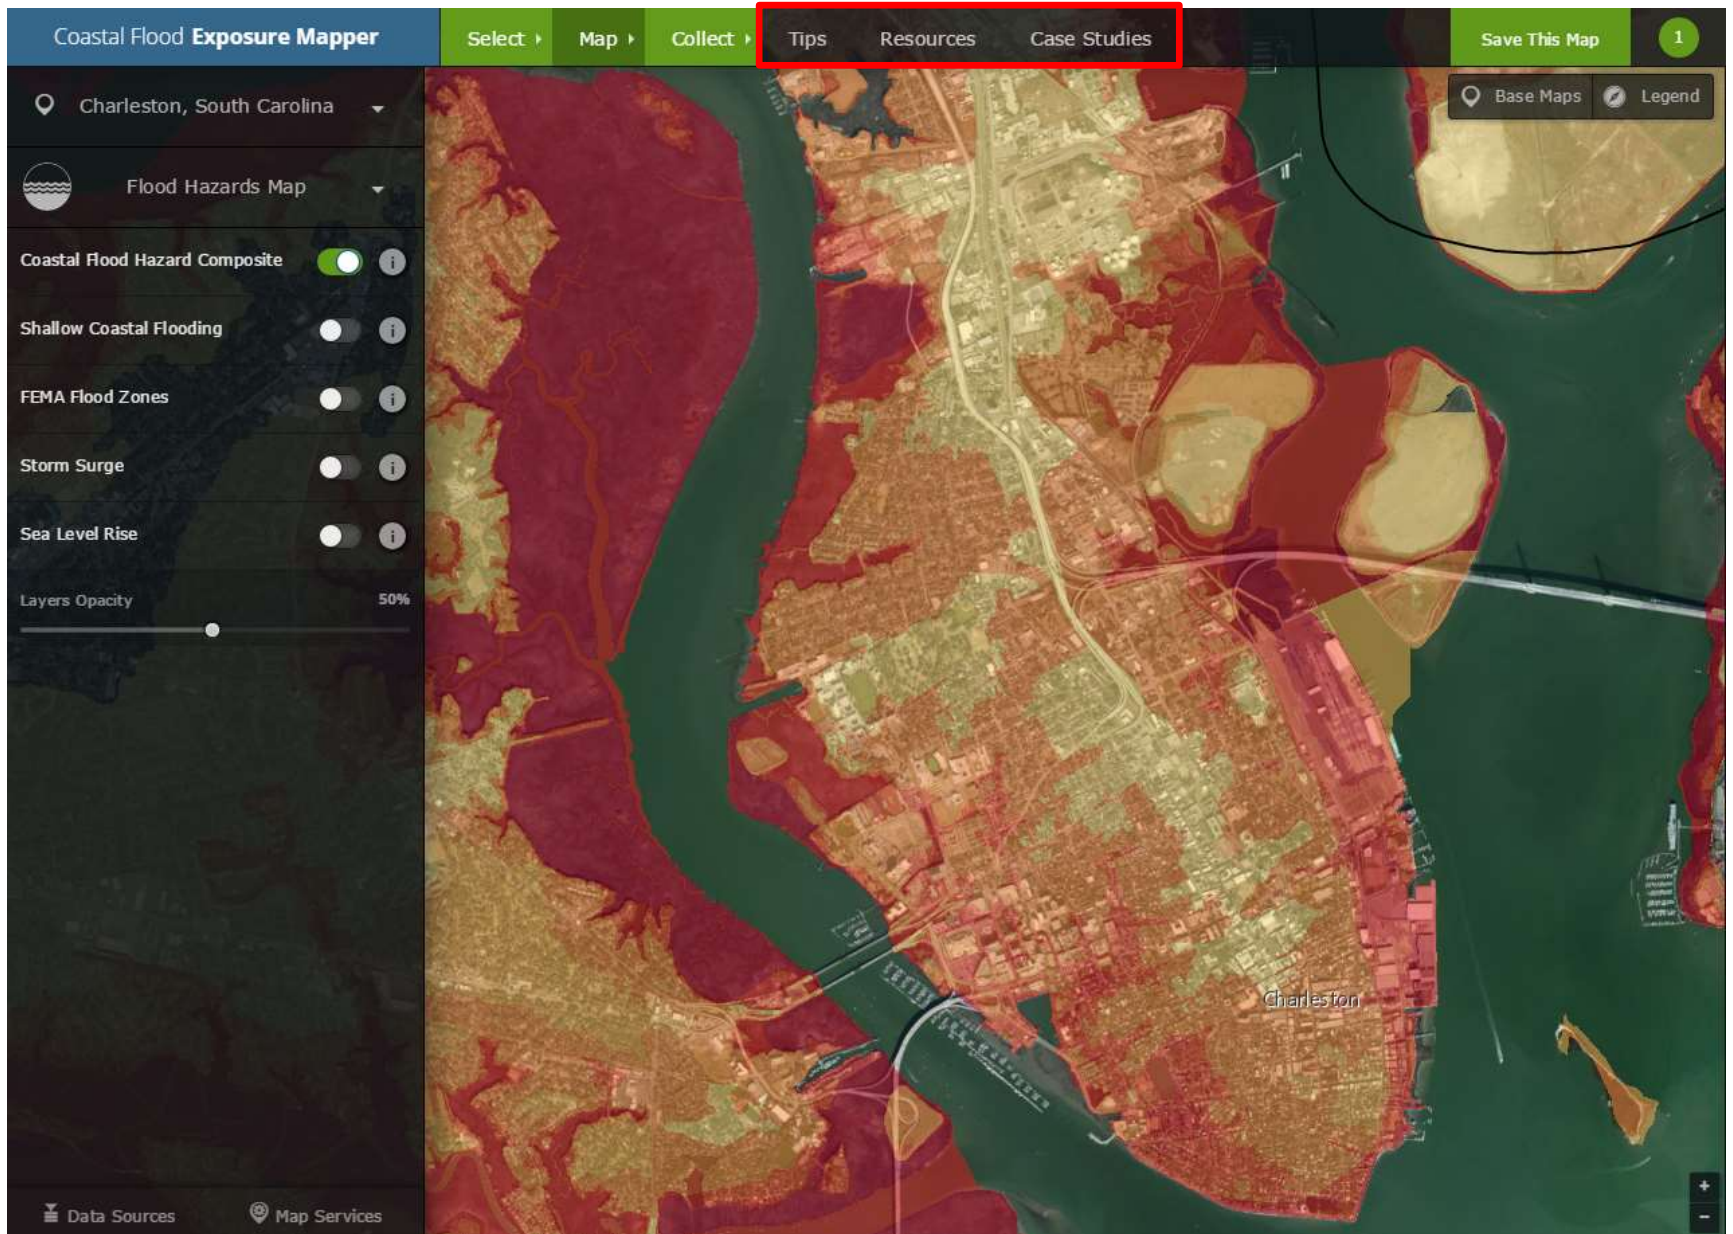 Coastal Flood Exposure Mapper
Select Map Collect Tips Resources Case Studies
Save This Map 1
Charleston, South Carolina
Base Maps Legend
Flood Hazards Map
Coastal Flood Hazard Composite i
Shallow Coastal Flooding i
FEMA Flood Zones i
Storm Surge i
Sea Level Rise i
Layers Opacity 50%
Charleston
+
−
Data Sources Map Services